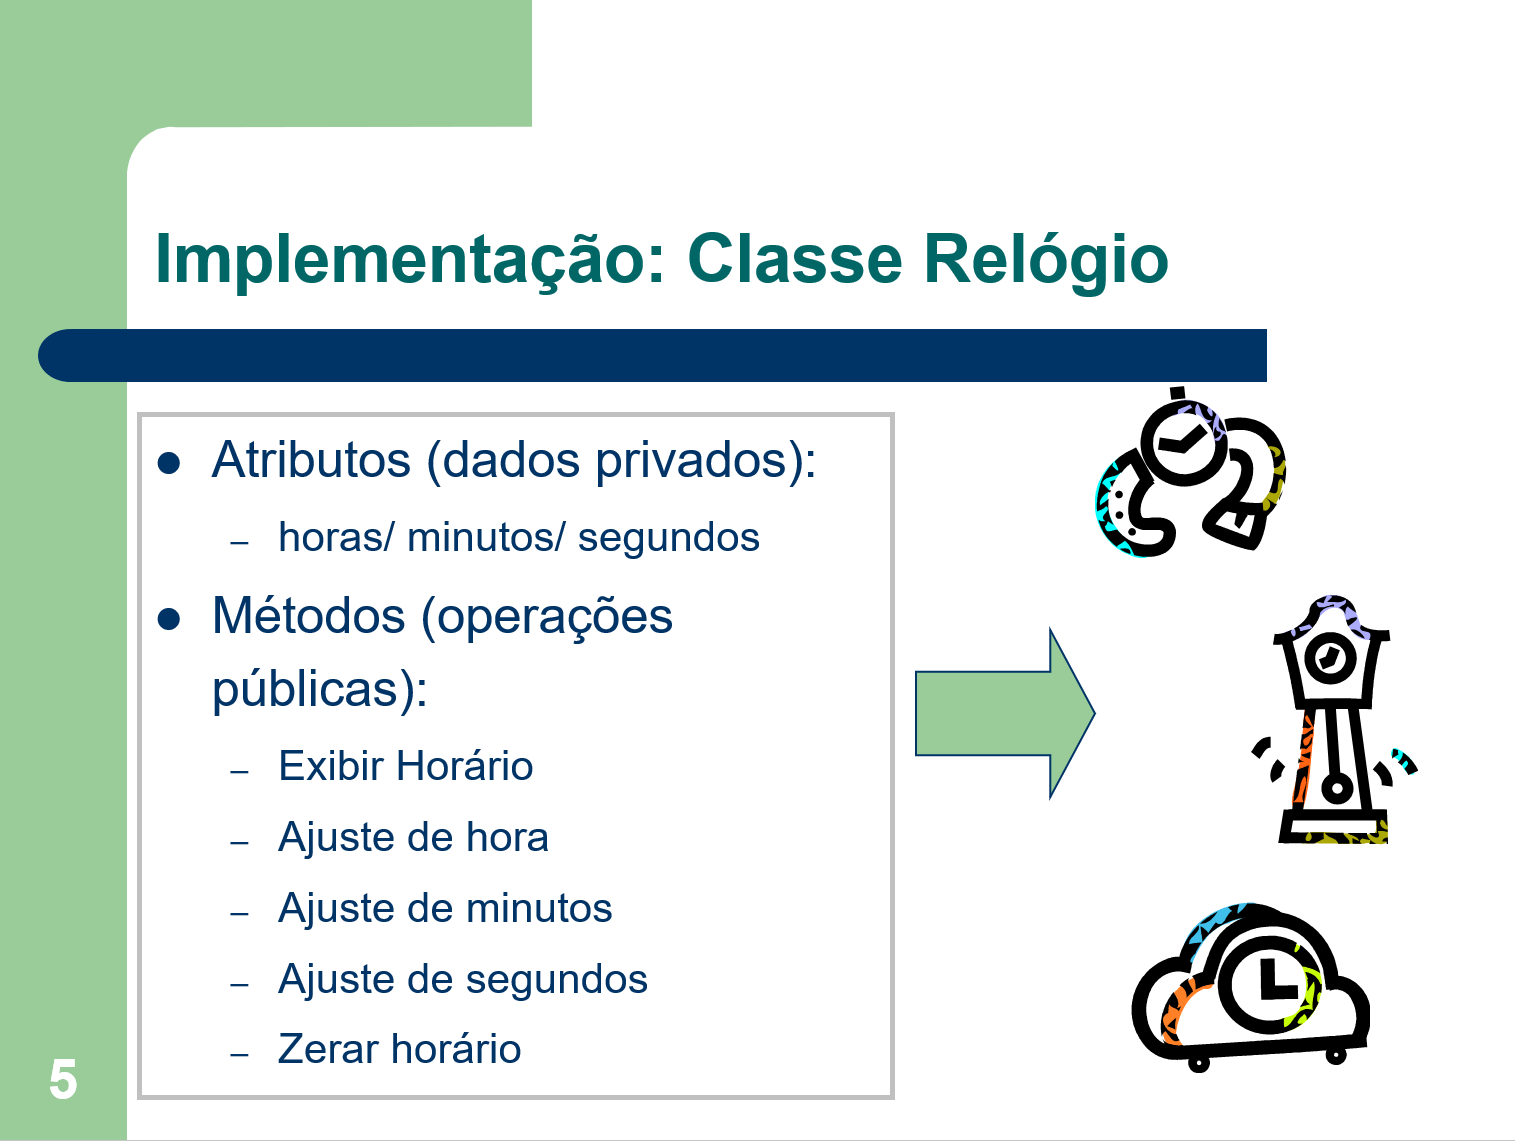 Implementação: Classe Relógio
● Atributos (dados privados):
– horas/ minutos/ segundos
● Métodos (operações
públicas):
– Exibir Horário
– Ajuste de hora
– Ajuste de minutos
– Ajuste de segundos
– Zerar horário
5